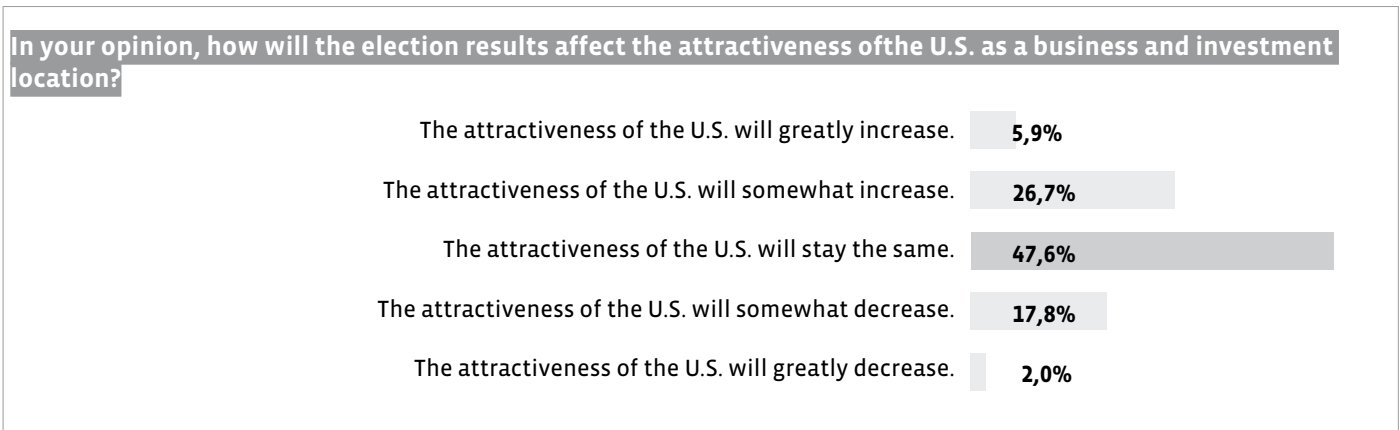 In your opinion, how will the election results affect the attractiveness ofthe U.S. as a business and investment
location?
The attractiveness of the U.S. will greatly increase. 5,9%
The attractiveness of the U.S. will somewhat increase. 26,7%
The attractiveness of the U.S. will stay the same. 47,6%
The attractiveness of the U.S. will somewhat decrease. 17,8%
The attractiveness of the U.S. will greatly decrease. 2,0%